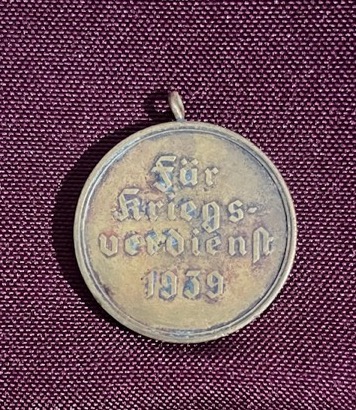 Für
Kriegs-
verdienst
1939